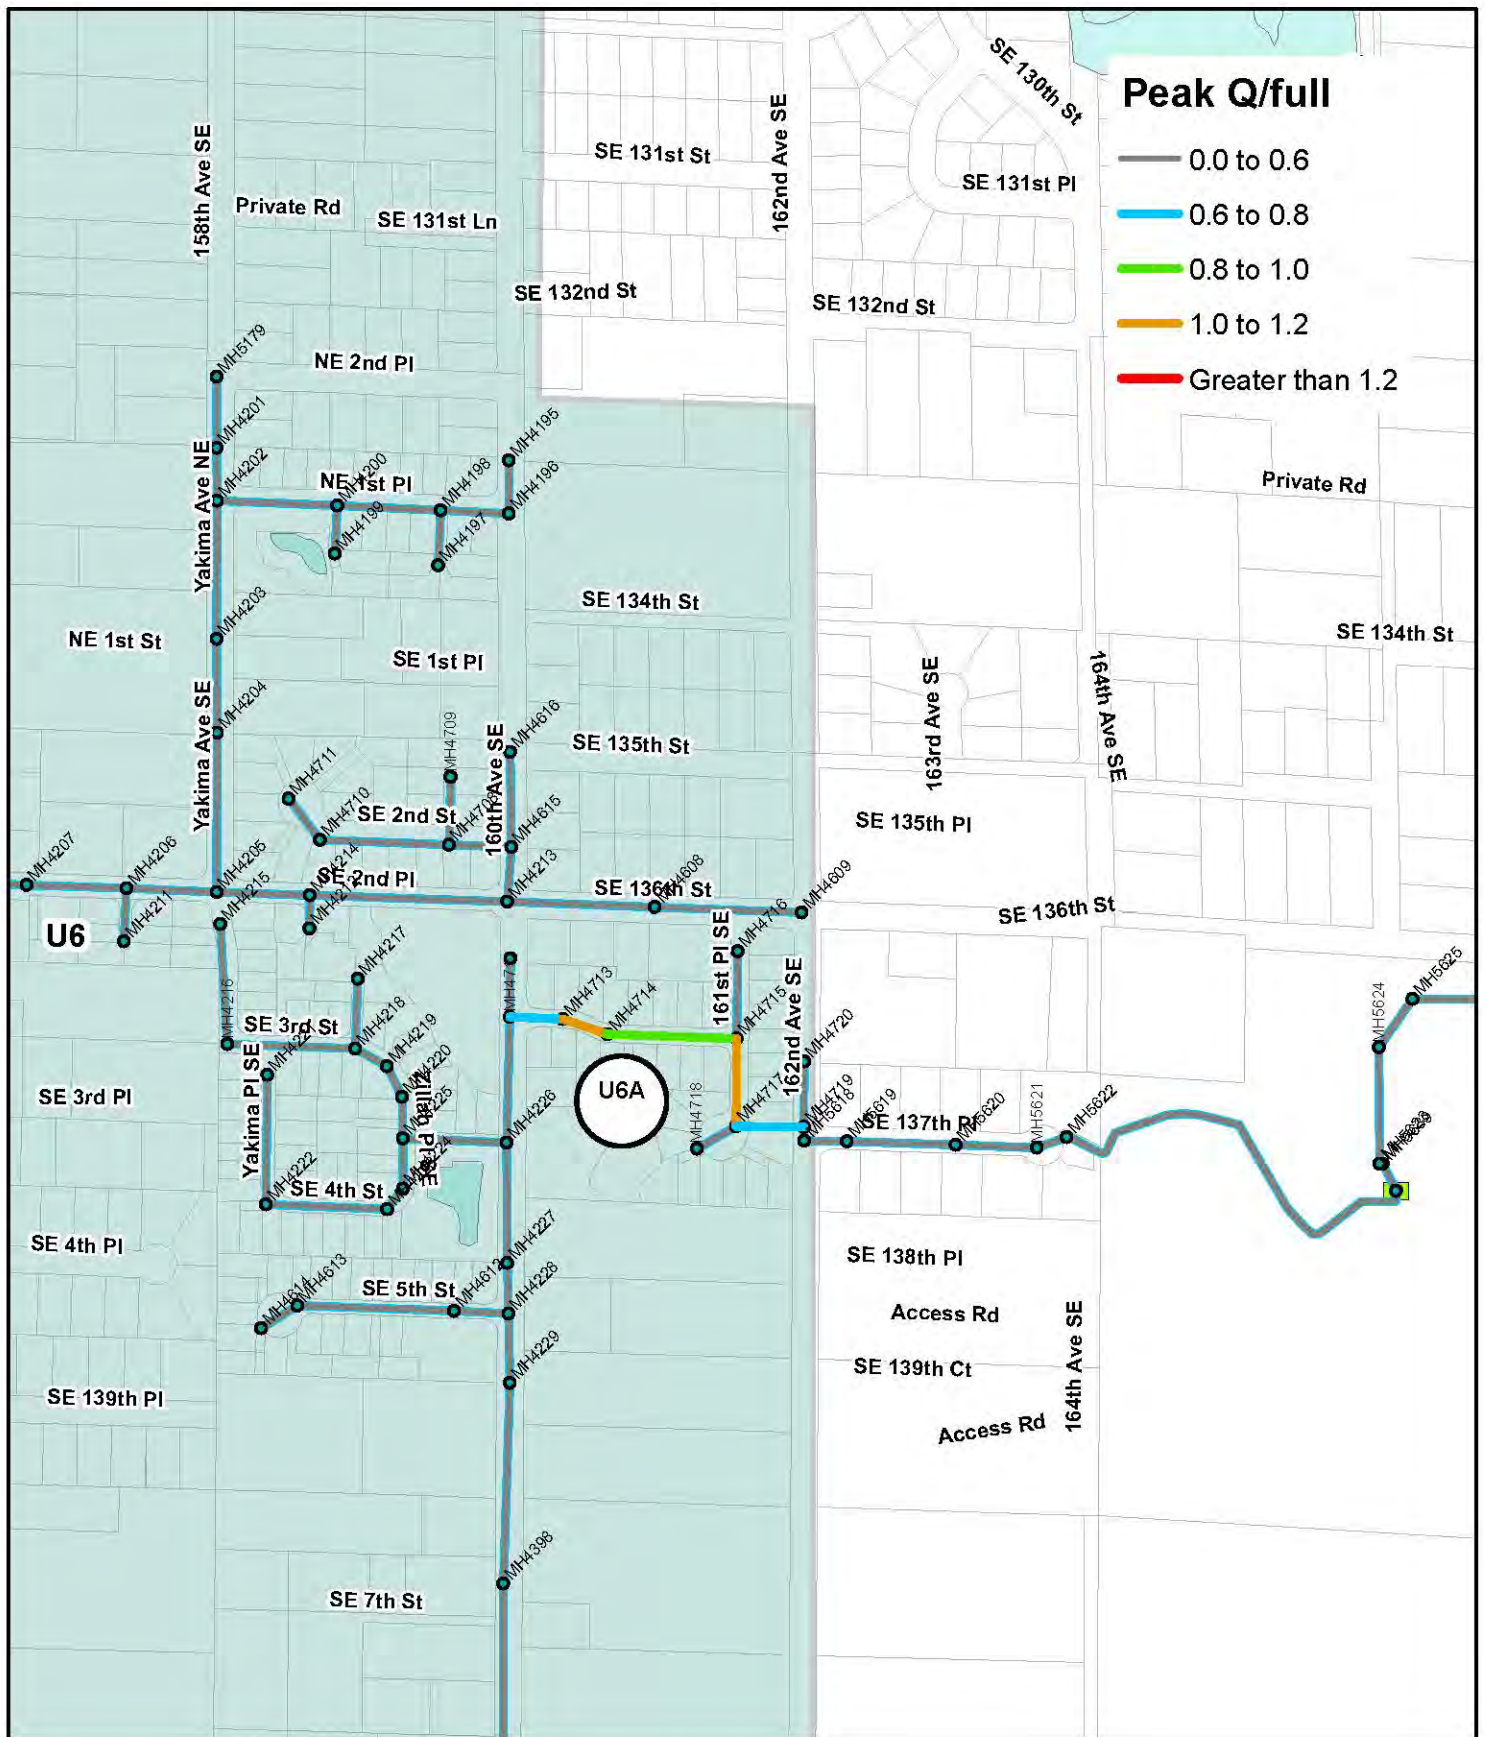 Peak Q/full
0.0 to 0.6
0.6 to 0.8
0.8 to 1.0
1.0 to 1.2
Greater than 1.2
SE 130th St
158th Ave SE
162nd Ave SE
SE 131st St
SE 131st Pl
Private Rd
SE 131st Ln
SE 132nd St
SE 132nd St
MH5179
NE 2nd Pl
MH4201
MH4195
Yakima Ave NE
MH4202
MH4200
NE 1st Pl
MH4198
MH4196
Private Rd
MH4199
MH4197
MH4203
SE 134th St
NE 1st St
SE 1st Pl
SE 134th St
163rd Ave SE
164th Ave SE
Yakima Ave SE
MH4204
MH4709
160th Ave SE
MH4616
SE 135th St
MH4711
MH4710
SE 2nd St
MH4615
SE 135th Pl
MH4207
MH4206
MH4205
MH4214
SE 2nd Pl
MH4213
MH4608
SE 136th St
MH4609
SE 136th St
MH4211
MH4215
U6
MH4217
161st Pl SE
MH4716
162nd Ave SE
MH5624
MH5625
MH4713
MH4714
MH4715
MH4216
SE 3rd St
MH4218
MH4219
MH4720
Yakima Pl SE
SE 3rd Pl
U6A
MH4226
MH4718
MH4717
MH4719
MH5618
MH5619
SE 137th Pl
MH5620
MH5621
MH5622
MH4222
SE 4th St
SE 4th Pl
MH4227
SE 138th Pl
MH4614
MH4613
SE 5th St
MH4612
MH4228
Access Rd
164th Ave SE
MH4229
SE 139th Ct
SE 139th Pl
Access Rd
MH4398
SE 7th St